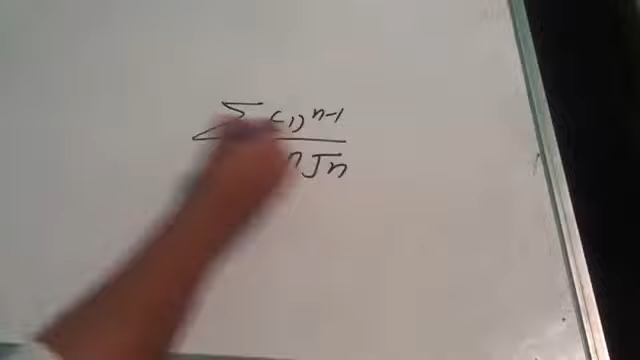 ∑ (-1)^{n-1}
n√n